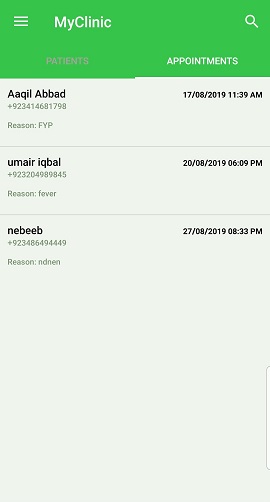 MyClinic
PATIENTS APPOINTMENTS
Aaqil Abbad 17/08/2019 11:39 AM
+923414681798
Reason: FYP
umair iqbal 20/08/2019 06:09 PM
+923204989845
Reason: fever
nebeeb 27/08/2019 08:33 PM
+923486494449
Reason: ndnen